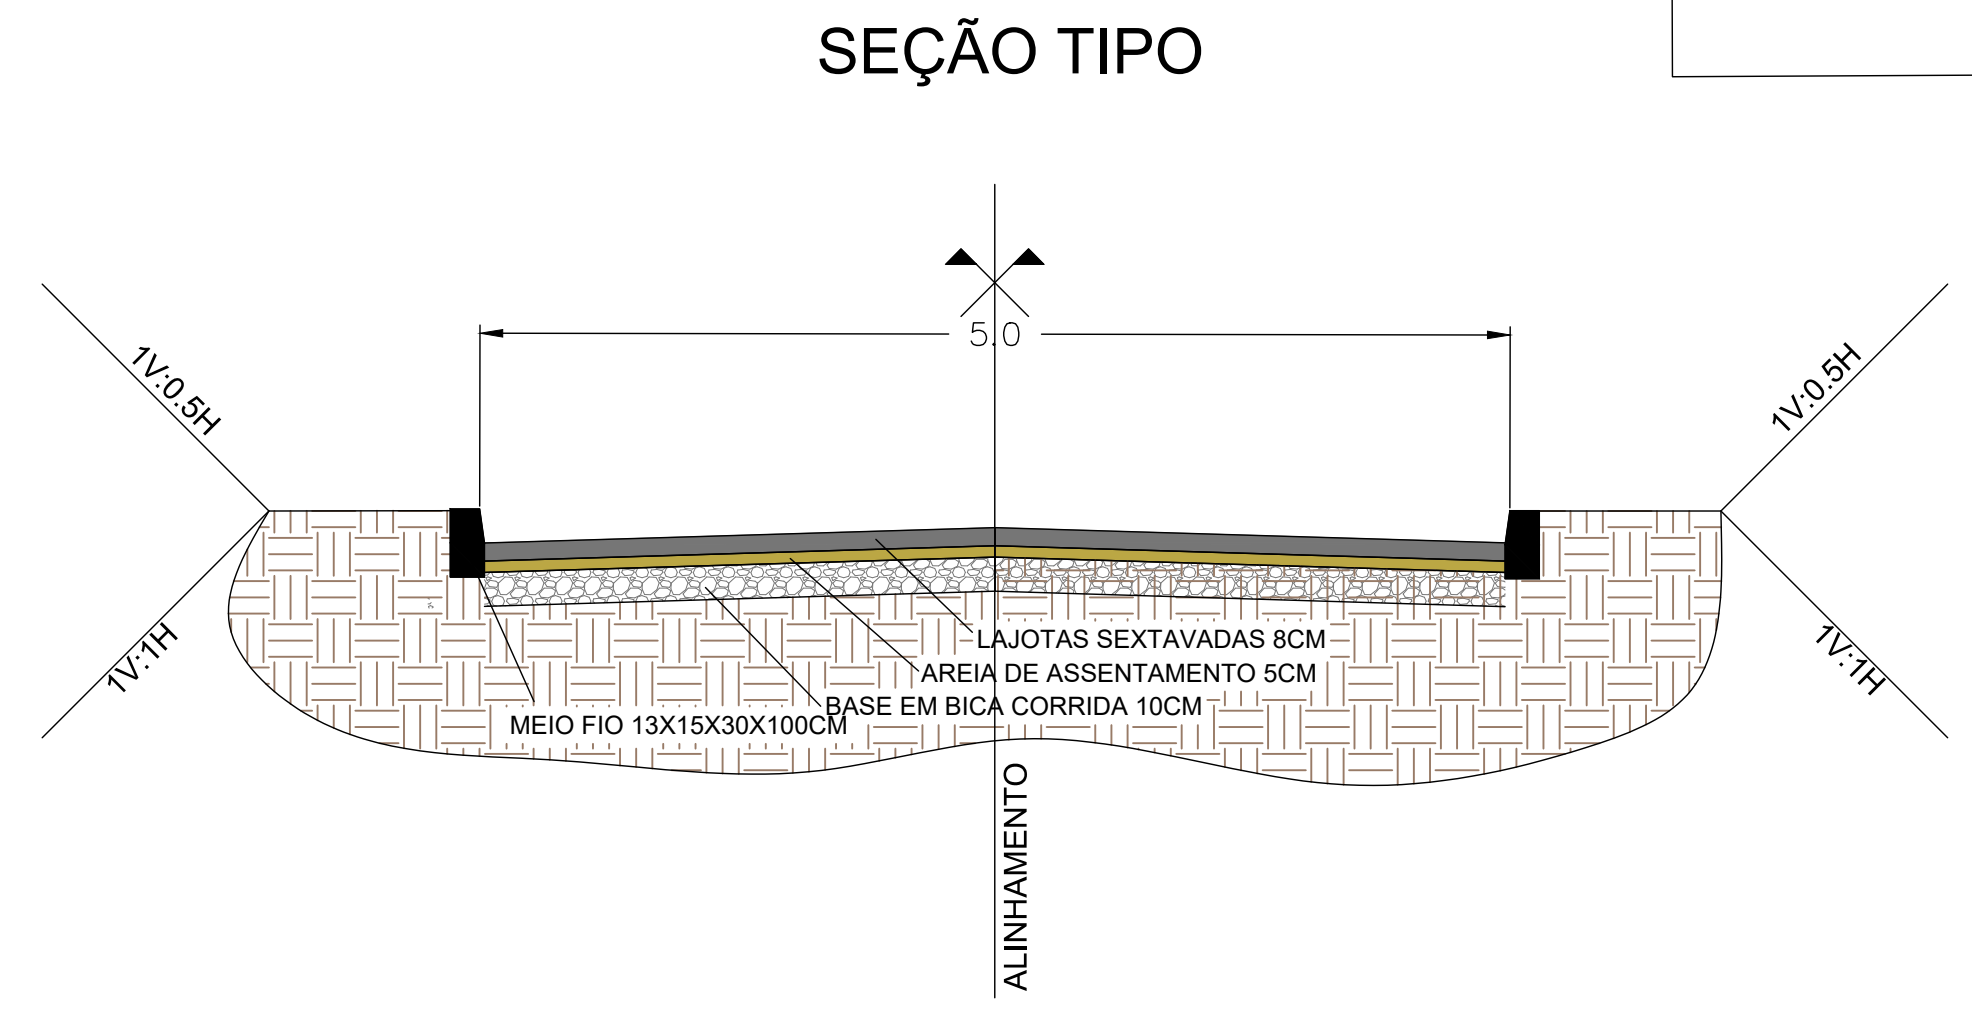 SEÇÃO TIPO
5.0
1V:0.5H
1V:0.5H
1V:1H
1V:1H
LAJOTAS SEXTAVADAS 8CM
AREIA DE ASSENTAMENTO 5CM
BASE EM BICA CORRIDA 10CM
MEIO FIO 13X15X30X100CM
ALINHAMENTO